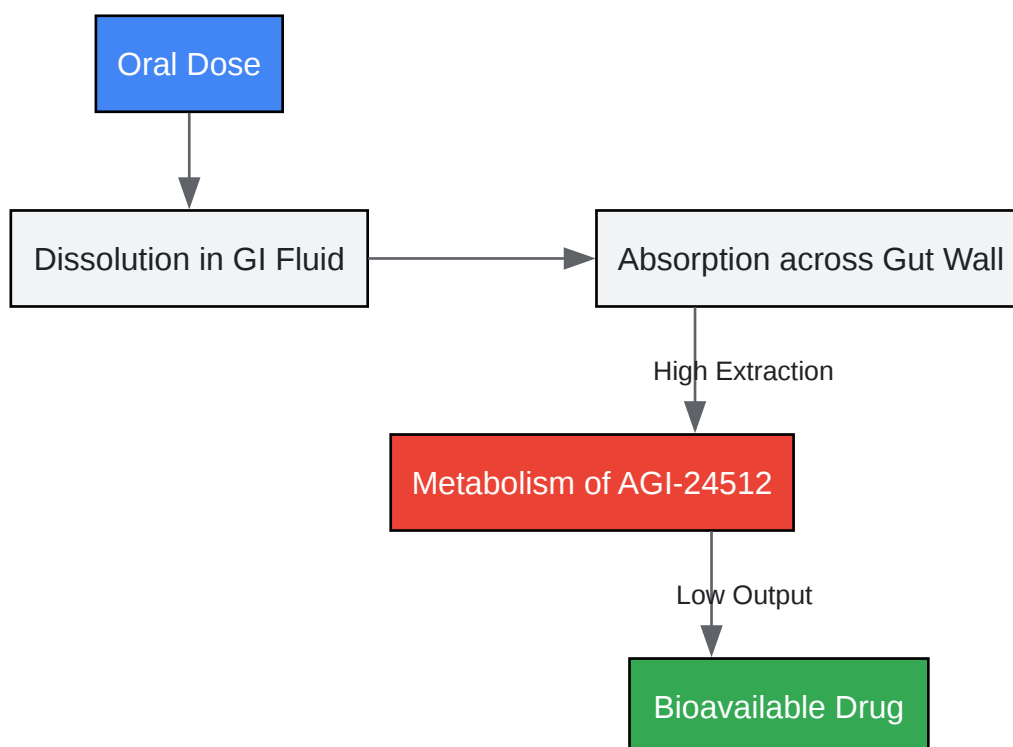 Oral Dose
Dissolution in GI Fluid
Absorption across Gut Wall
High Extraction
Metabolism of AGI-24512
Low Output
Bioavailable Drug